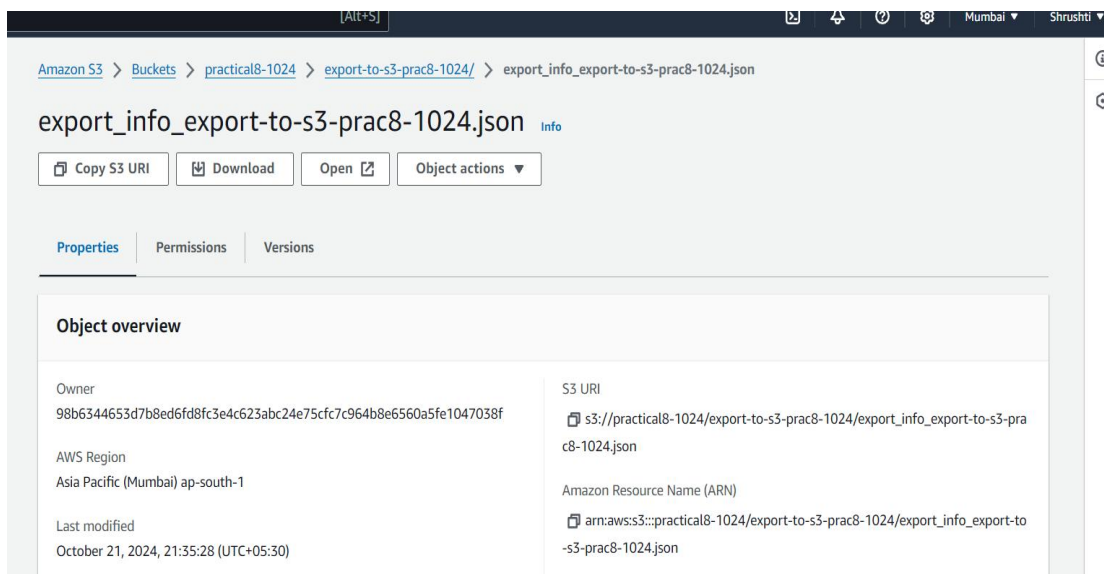 [Alt+S] Mumbai ▼ Shrushti ▼
Amazon S3 > Buckets > practical8-1024 > export-to-s3-prac8-1024/ > export_info_export-to-s3-prac8-1024.json
export_info_export-to-s3-prac8-1024.json Info
Copy S3 URI Download Open Object actions ▼
Properties Permissions Versions
Object overview
Owner
98b6344653d7b8ed6fd8fc3e4c623abc24e75cfc7c964b8e6560a5fe1047038f
AWS Region
Asia Pacific (Mumbai) ap-south-1
Last modified
October 21, 2024, 21:35:28 (UTC+05:30)
S3 URI
s3://practical8-1024/export-to-s3-prac8-1024/export_info_export-to-s3-pra
c8-1024.json
Amazon Resource Name (ARN)
arn:aws:s3:::practical8-1024/export-to-s3-prac8-1024/export_info_export-to
-s3-prac8-1024.json